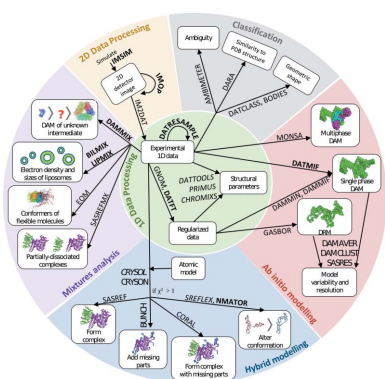 2D Data Processing
Simulate
IMSIM
2D
detector
image
IMOP
IM2DAT
Classification
Ambiguity
Similarity to
PDB structure
Geometric
shape
AMBIMETER
DARA
DATCLASS, BODIES
Mixtures analysis
DAM of unknown
intermediate
Electron density and
sizes of liposomes
Conformers
of flexible molecules
Partially-dissociated
complexes
DAMMIX
BILMIX
LIPMIX
EOM
SASREFMX
1D Data Processing
DATRESAMPLE
Experimental
1D data
GNOM, DATFT
DATTOOLS
PRIMUS
CHROMIXS
Structural
parameters
Regularized
data
Ab initio modelling
MONSA
Multiphase
DAM
DATMIF
Single phase
DAM
DAMMIN, DAMMIF
GASBOR
DRM
DAMAVER
DAMCLUST
SASRES
Model
variability and
resolution
Hybrid modelling
CRYSOL
CRYSON
Atomic
model
if χ² > 1
SASREF
BUNCH
CORAL
SREFLEX, NMATOR
Form
complex
Add missing
parts
Form complex
with missing parts
Alter
conformation